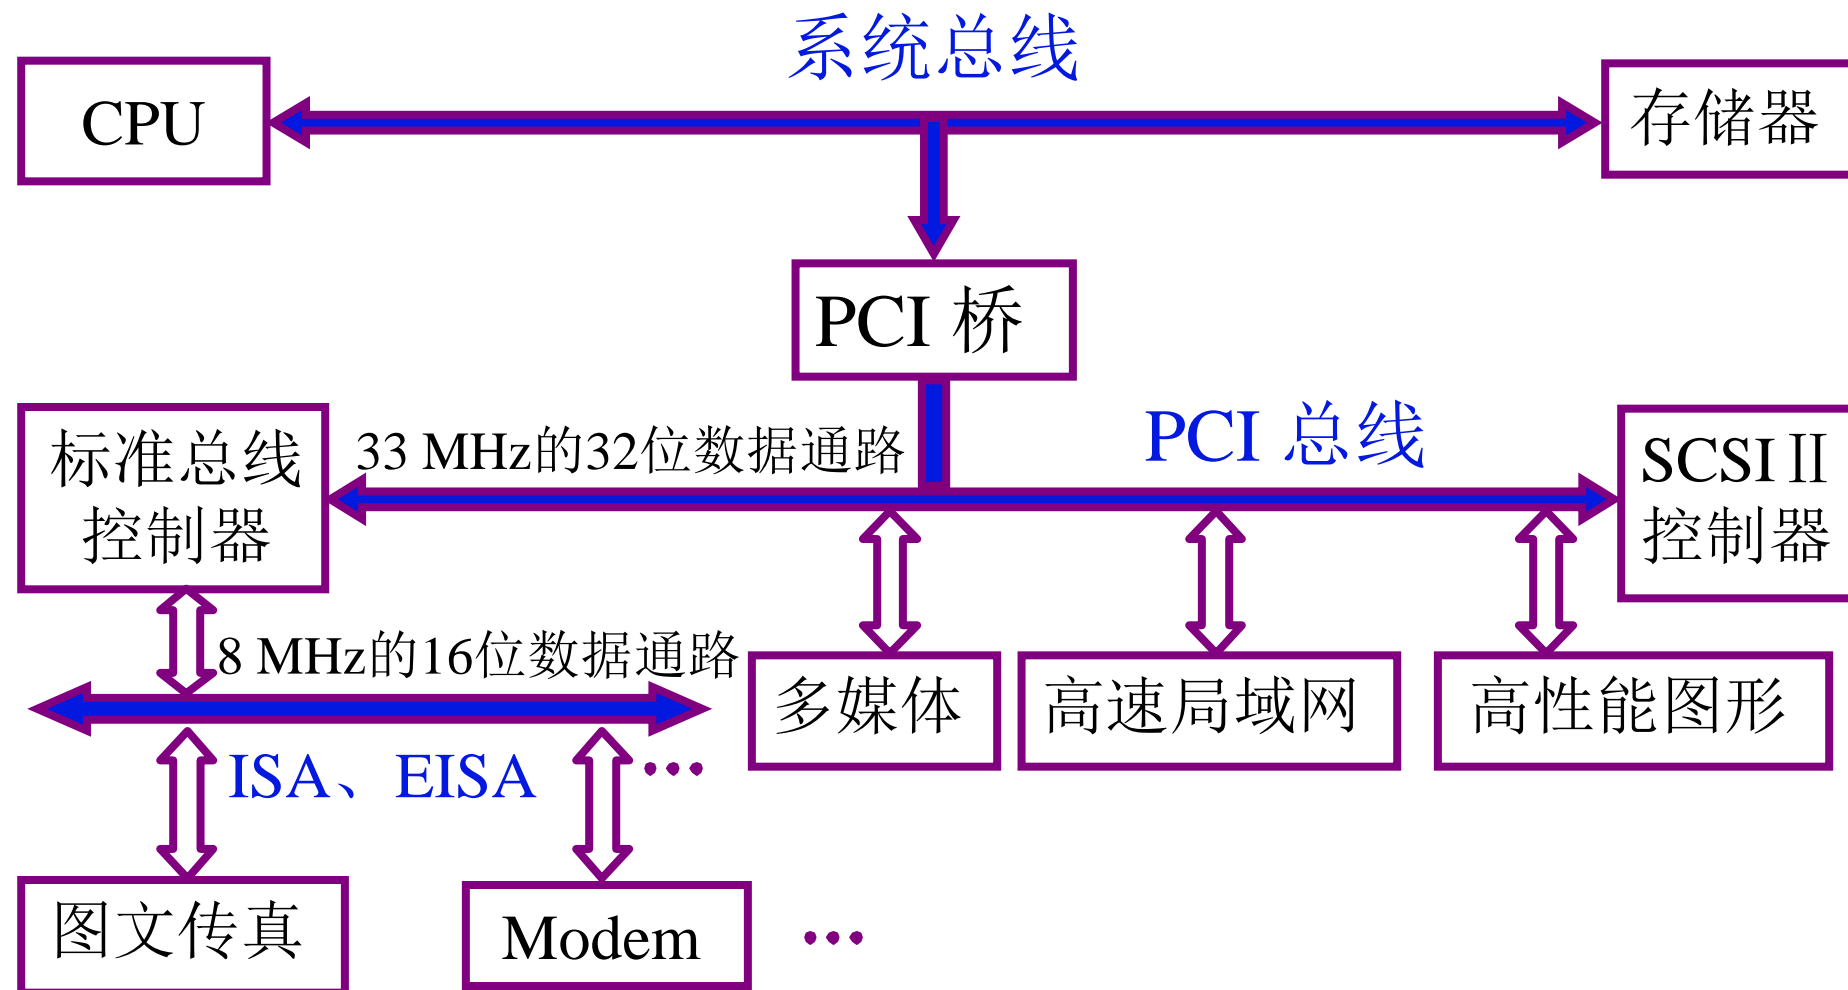 系统总线
CPU
存储器
PCI 桥
标准总线
控制器
33 MHz的32位数据通路
PCI 总线
SCSIⅡ
控制器
8 MHz的16位数据通路
多媒体
高速局域网
高性能图形
ISA、EISA
…
图文传真
Modem
…